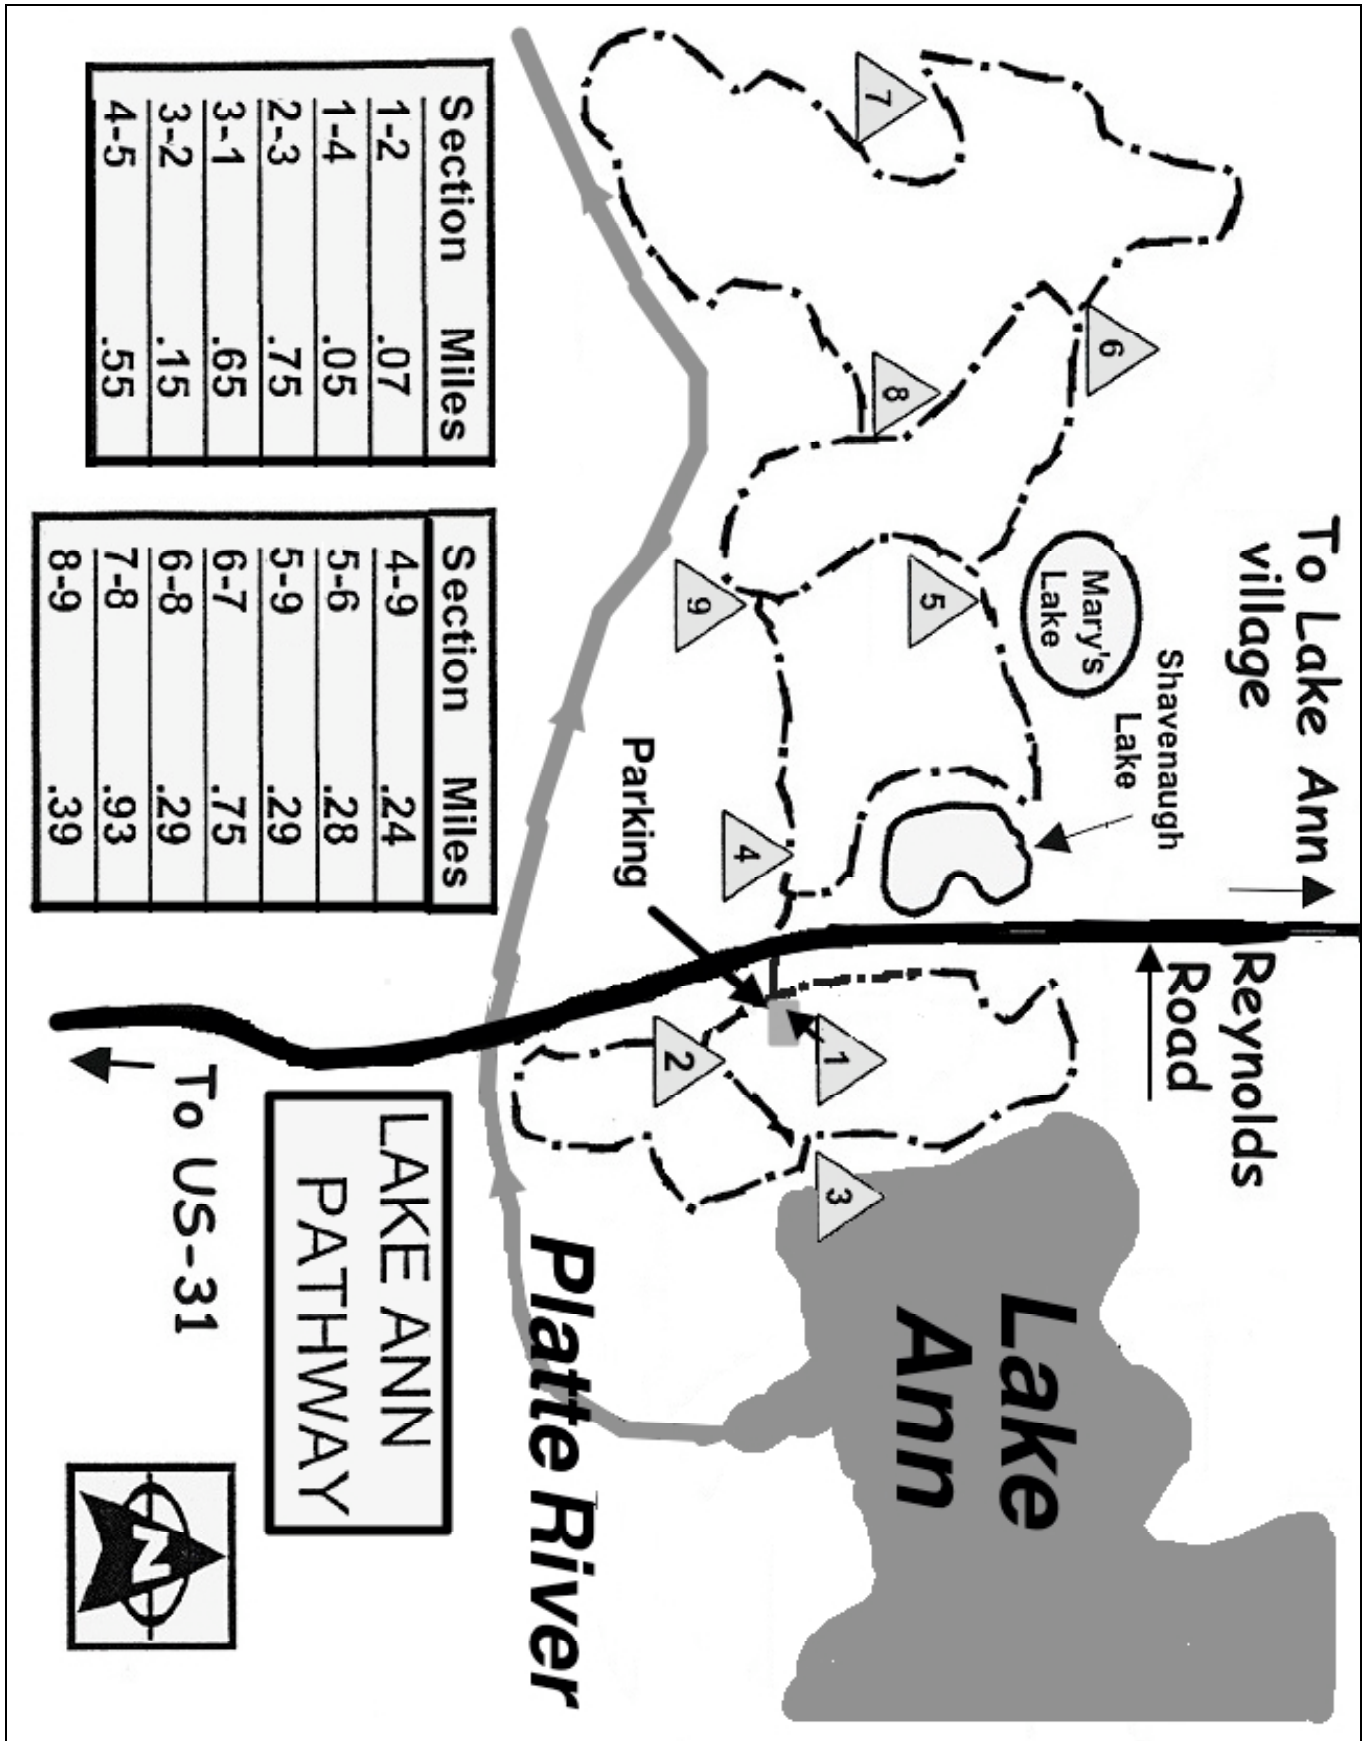 To Lake Ann
village
Reynolds
Road
Shavenaugh
Lake
Mary's
Lake
6
5
7
8
9
4
1
2
3
Lake
Ann
Parking
Platte River
Section Miles
1-2 .07
1-4 .05
2-3 .75
3-1 .65
3-2 .15
4-5 .55
Section Miles
4-9 .24
5-6 .28
5-9 .29
6-7 .75
6-8 .29
7-8 .93
8-9 .39
LAKE ANN
PATHWAY
To US-31
N